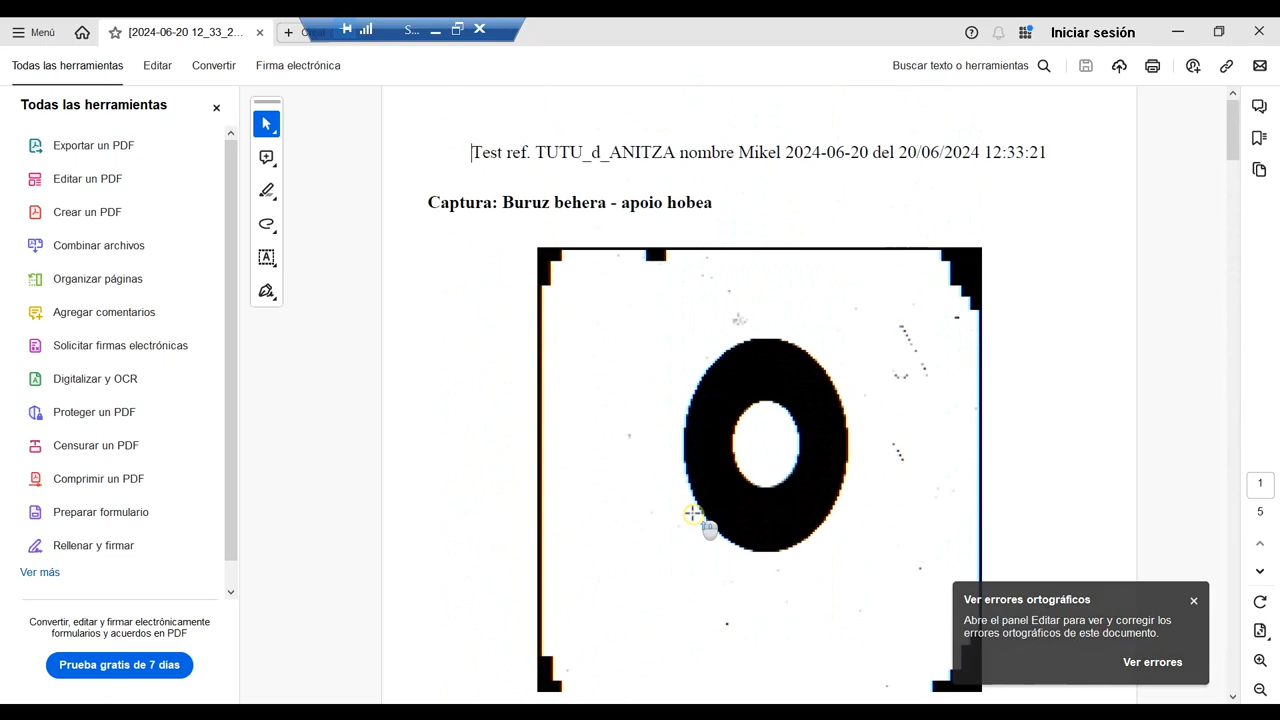 Menú
[2024-06-20 12_33_2...
S...
Iniciar sesión
Todas las herramientas
Editar
Convertir
Firma electrónica
Buscar texto o herramientas
Todas las herramientas
Exportar un PDF
Editar un PDF
Crear un PDF
Combinar archivos
Organizar páginas
Agregar comentarios
Solicitar firmas electrónicas
Digitalizar y OCR
Proteger un PDF
Censurar un PDF
Comprimir un PDF
Preparar formulario
Rellenar y firmar
Ver más
Convertir, editar y firmar electrónicamente
formularios y acuerdos en PDF
Prueba gratis de 7 días
Test ref. TUTU_d_ANITZA nombre Mikel 2024-06-20 del 20/06/2024 12:33:21
Captura: Buruz behera - apoio hobea
Ver errores ortográficos
Abre el panel Editar para ver y corregir los
errores ortográficos de este documento.
Ver errores
1
5